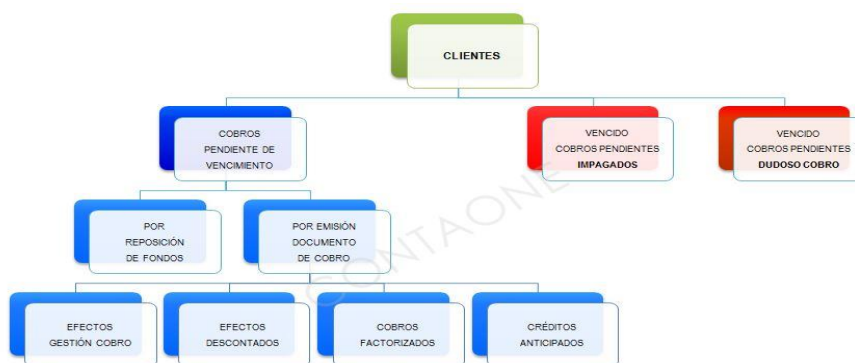 CLIENTES
COBROS
PENDIENTE DE
VENCIMIENTO
VENCIDO
COBROS PENDIENTES
IMPAGADOS
VENCIDO
COBROS PENDIENTES
DUDOSO COBRO
POR
REPOSICIÓN
DE FONDOS
POR EMISIÓN
DOCUMENTO
DE COBRO
EFECTOS
GESTIÓN COBRO
EFECTOS
DESCONTADOS
COBROS
FACTORIZADOS
CRÉDITOS
ANTICIPADOS
CONTAONE